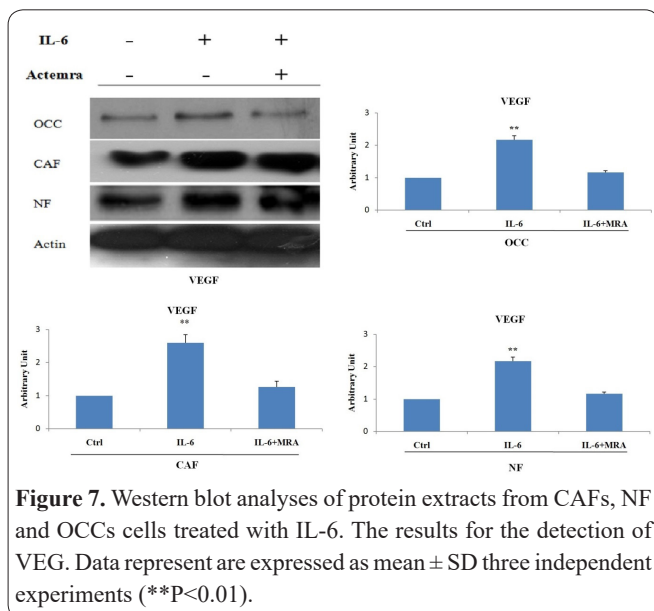 IL-6 – + +
Actemra – – +
OCC
CAF
NF
Actin
VEGF
VEGF
Arbitrary Unit
3
2
1
0
**
Ctrl IL-6 IL-6+MRA
OCC
VEGF
Arbitrary Unit
3
2
1
0
**
Ctrl IL-6 IL-6+MRA
CAF
VEGF
Arbitrary Unit
3
2
1
0
**
Ctrl IL-6 IL-6+MRA
NF
Figure 7. Western blot analyses of protein extracts from CAFs, NF
and OCCs cells treated with IL-6. The results for the detection of
VEG. Data represent are expressed as mean ± SD three independent
experiments (**P<0.01).